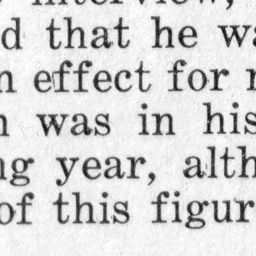 interview,
d that he wa
n effect for r
n was in his
ng year, alth
of this figur